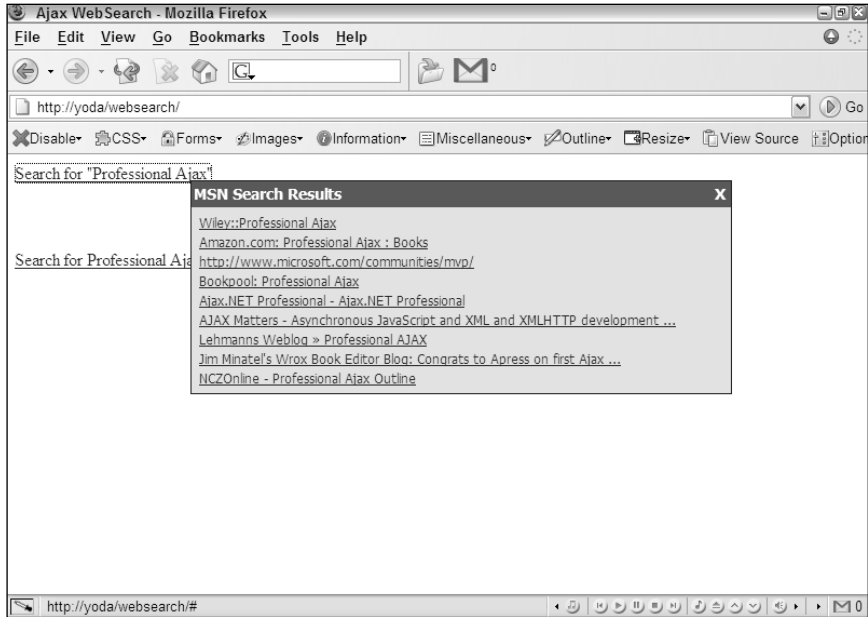 Ajax WebSearch - Mozilla Firefox
File Edit View Go Bookmarks Tools Help
G 0
http://yoda/websearch/ Go
Disable CSS Forms Images Information Miscellaneous Outline Resize View Source Option
Search for "Professional Ajax"
MSN Search Results X
Wiley::Professional Ajax
Amazon.com: Professional Ajax : Books
Search for Professional Aja
http://www.microsoft.com/communities/mvp/
Bookpool: Professional Ajax
Ajax.NET Professional - Ajax.NET Professional
AJAX Matters - Asynchronous JavaScript and XML and XMLHTTP development ...
Lehmanns Weblog » Professional AJAX
Jim Minatel's Wrox Book Editor Blog: Congrats to Apress on first Ajax ...
NCZOnline - Professional Ajax Outline
http://yoda/websearch/# 0